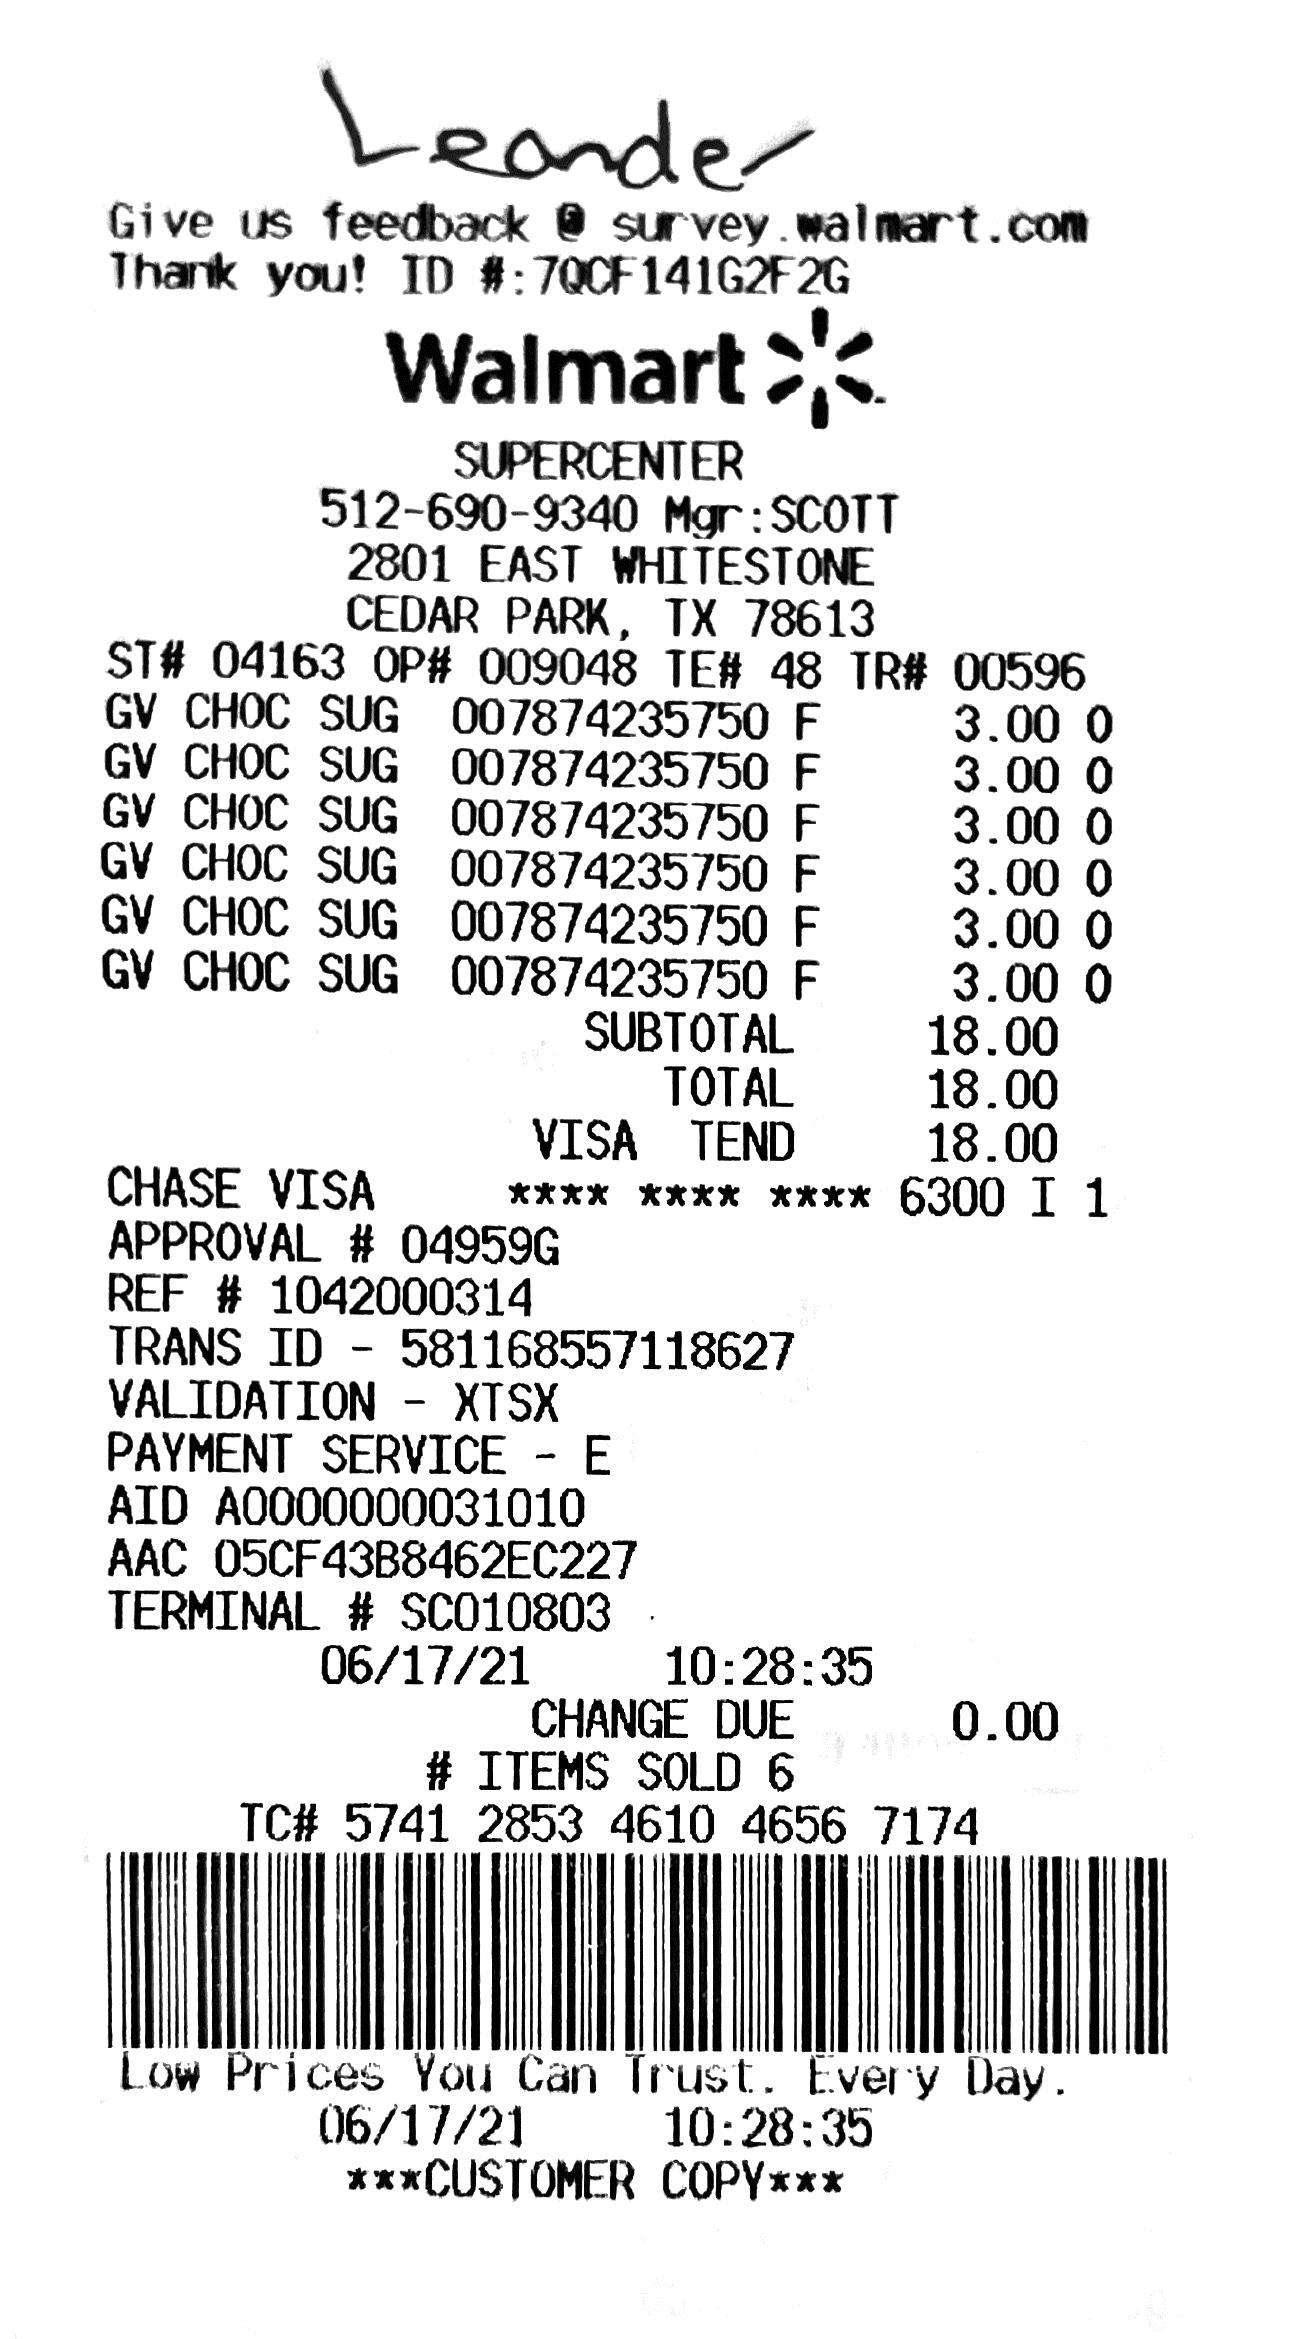 Leander
Give us feedback @ survey.walmart.com
Thank you! ID #:7QCF141G2F2G
Walmart
SUPERCENTER
512-690-9340 Mgr:SCOTT
2801 EAST WHITESTONE
CEDAR PARK, TX 78613
ST# 04163 OP# 009048 TE# 48 TR# 00596
GV CHOC SUG 007874235750 F 3.00 O
GV CHOC SUG 007874235750 F 3.00 O
GV CHOC SUG 007874235750 F 3.00 O
GV CHOC SUG 007874235750 F 3.00 O
GV CHOC SUG 007874235750 F 3.00 O
GV CHOC SUG 007874235750 F 3.00 O
SUBTOTAL 18.00
TOTAL 18.00
VISA TEND 18.00
CHASE VISA **** **** **** 6300 I 1
APPROVAL # 04959G
REF # 1042000314
TRANS ID - 581168557118627
VALIDATION - XTSX
PAYMENT SERVICE - E
AID A0000000031010
AAC 05CF43B8462EC227
TERMINAL # SC010803
06/17/21 10:28:35
CHANGE DUE 0.00
# ITEMS SOLD 6
TC# 5741 2853 4610 4656 7174
Low Prices You Can Trust. Every Day.
06/17/21 10:28:35
***CUSTOMER COPY***